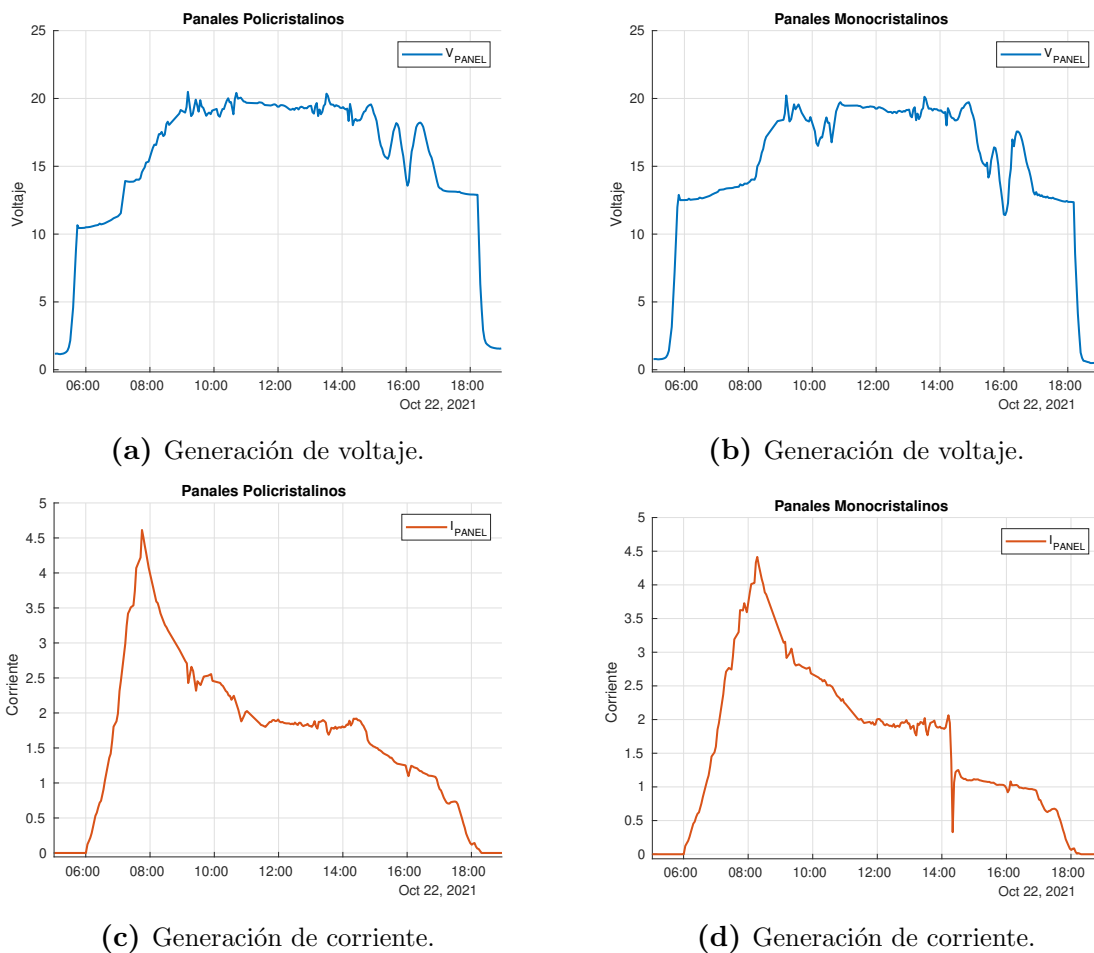 Panales Policristalinos
25
20
15
10
5
0
Voltaje
V_PANEL
06:00 08:00 10:00 12:00 14:00 16:00 18:00
Oct 22, 2021
(a) Generación de voltaje.
Panales Monocristalinos
25
20
15
10
5
0
Voltaje
V_PANEL
06:00 08:00 10:00 12:00 14:00 16:00 18:00
Oct 22, 2021
(b) Generación de voltaje.
Panales Policristalinos
5
4.5
4
3.5
3
2.5
2
1.5
1
0.5
0
Corriente
I_PANEL
06:00 08:00 10:00 12:00 14:00 16:00 18:00
Oct 22, 2021
(c) Generación de corriente.
Panales Monocristalinos
5
4.5
4
3.5
3
2.5
2
1.5
1
0.5
0
Corriente
I_PANEL
06:00 08:00 10:00 12:00 14:00 16:00 18:00
Oct 22, 2021
(d) Generación de corriente.